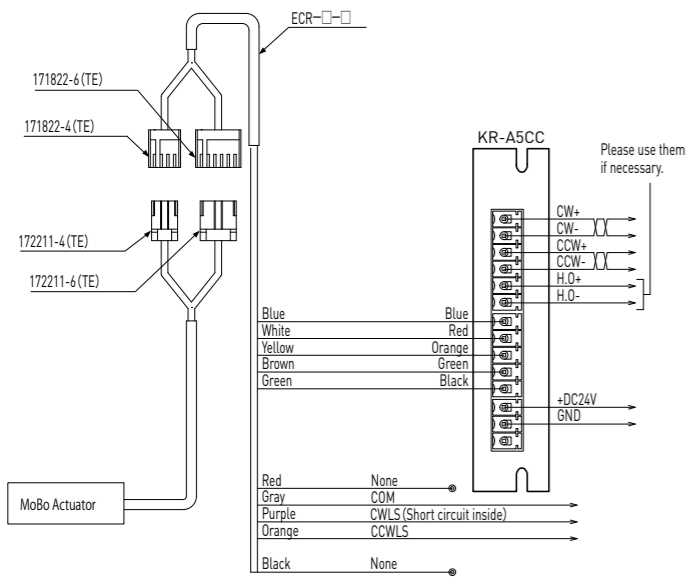 ECR-□-□
171822-6(TE)
171822-4(TE)
172211-4(TE)
172211-6(TE)
KR-A5CC
Please use them
if necessary.
CW+
CW-
CCW+
CCW-
H.O+
H.O-
Blue Blue
White Red
Yellow Orange
Brown Green
Green Black
+DC24V
GND
MoBo Actuator
Red None
Gray COM
Purple CWLS(Short circuit inside)
Orange CCWLS
Black None